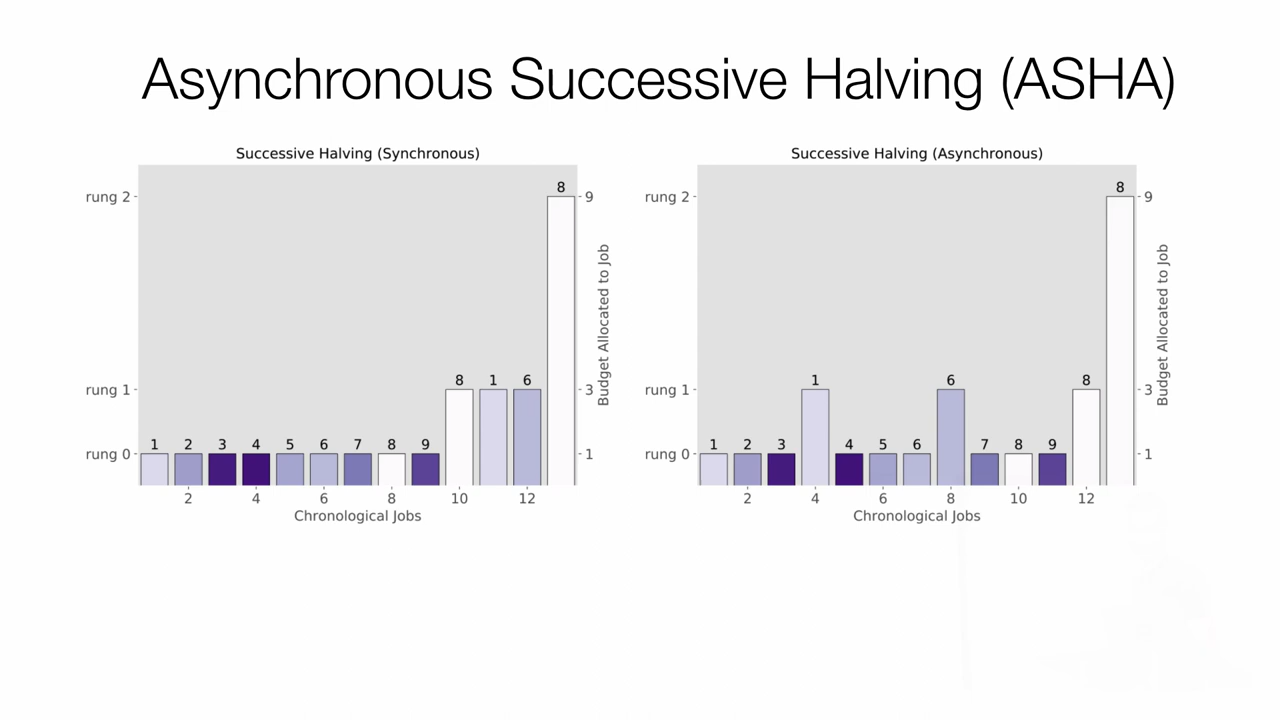 Asynchronous Successive Halving (ASHA)
Successive Halving (Synchronous)
rung 2
rung 1
rung 0
1 2 3 4 5 6 7 8 9 8 1 6 8
9
3
1
Budget Allocated to Job
2 4 6 8 10 12
Chronological Jobs
Successive Halving (Asynchronous)
rung 2
rung 1
rung 0
1 2 3 1 4 5 6 6 7 8 9 8 8
9
3
1
Budget Allocated to Job
2 4 6 8 10 12
Chronological Jobs